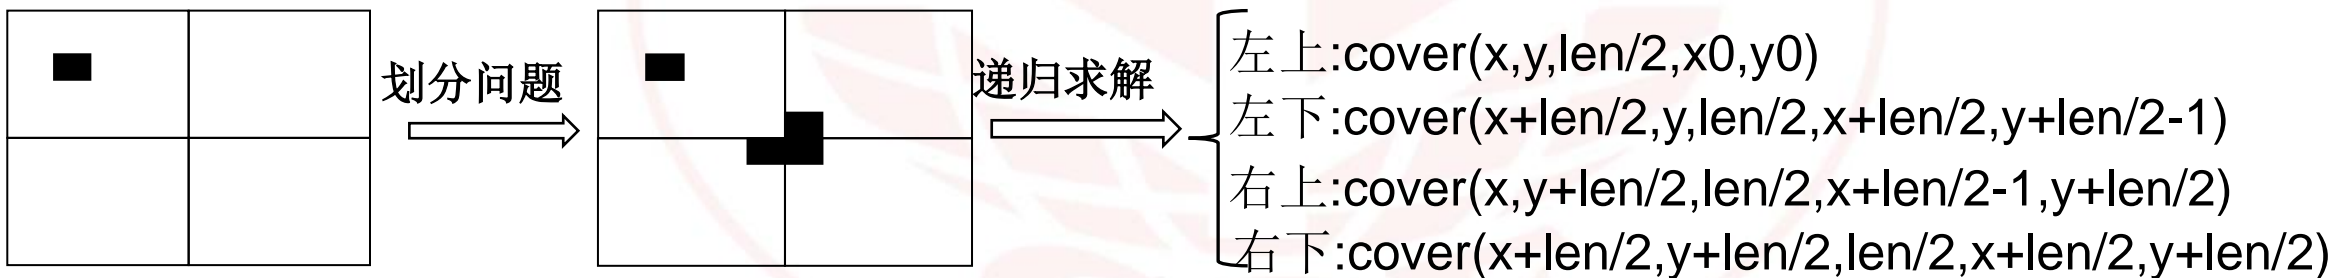 划分问题
递归求解
左上:cover(x,y,len/2,x0,y0)
左下:cover(x+len/2,y,len/2,x+len/2,y+len/2-1)
右上:cover(x,y+len/2,len/2,x+len/2-1,y+len/2)
右下:cover(x+len/2,y+len/2,len/2,x+len/2,y+len/2)